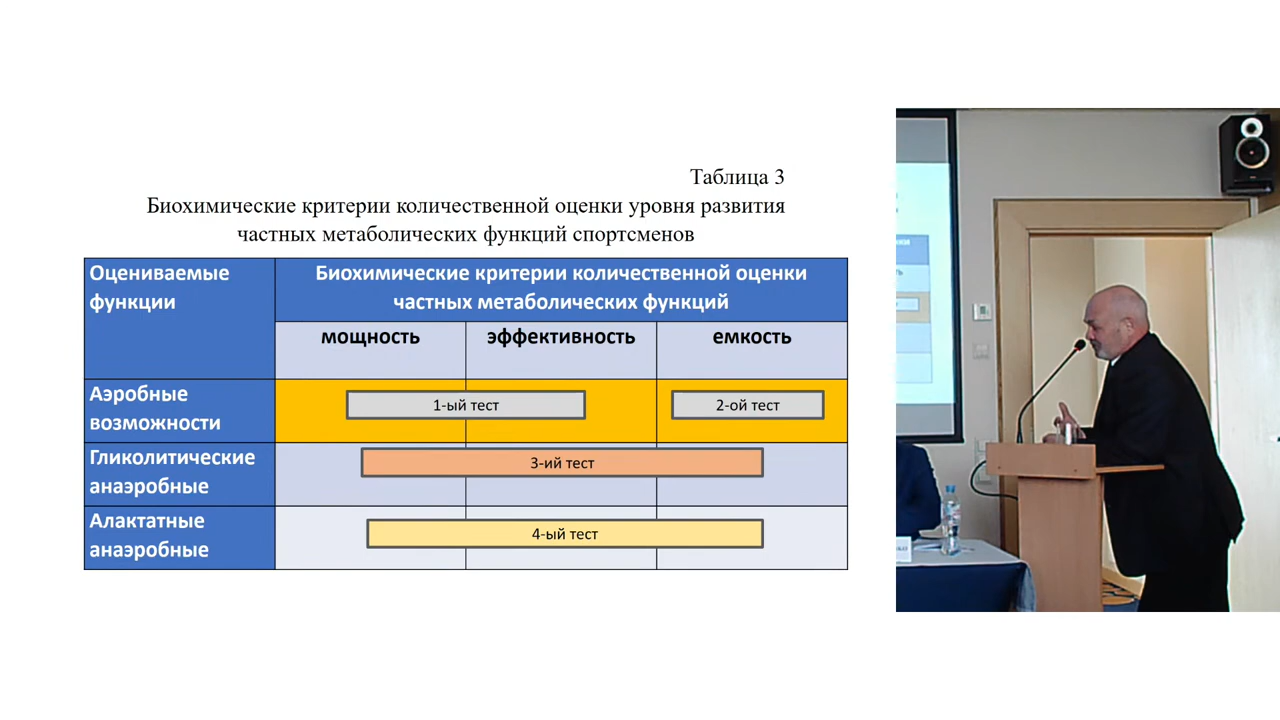 Таблица 3
Биохимические критерии количественной оценки уровня развития
частных метаболических функций спортсменов
Оцениваемые
функции
Биохимические критерии количественной оценки
частных метаболических функций
мощность
эффективность
емкость
Аэробные
возможности
1-ый тест
2-ой тест
Гликолитические
анаэробные
3-ий тест
Алактатные
анаэробные
4-ый тест